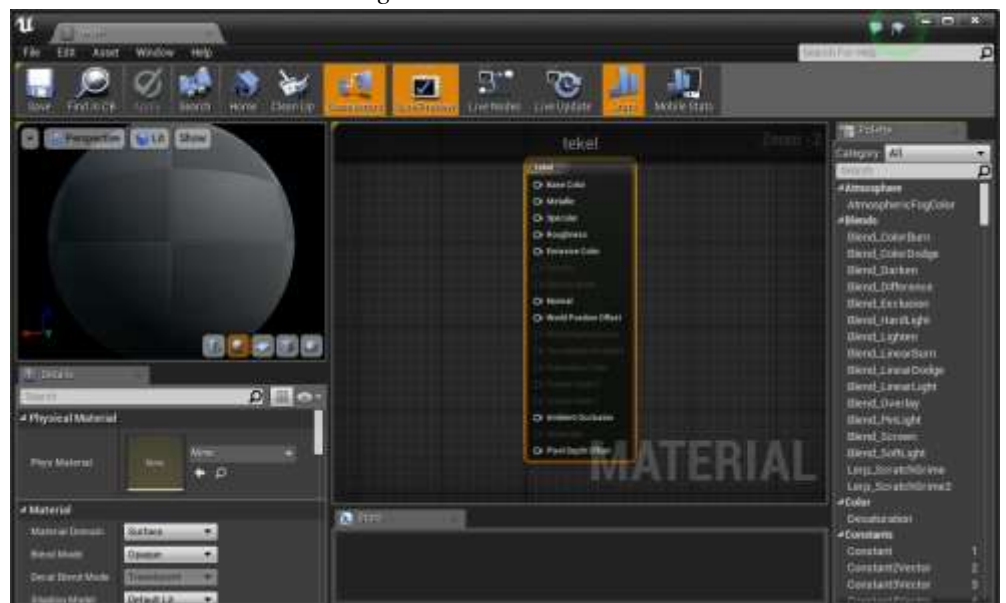 File Edit Asset Window Help
Search For Help
Save Find in CB Apply Search Home Clean Up Live Nodes Live Update Stats Mobile Stats
Perspective Lit Show
tekel
Zoom -2
tekel
Base Color
Metallic
Specular
Roughness
Emissive Color
Normal
World Position Offset
Ambient Occlusion
Pixel Depth Offset
MATERIAL
Details
Search
Physical Material
Phys Material
None
None
Material
Material Domain Surface
Blend Mode Opaque
Decal Blend Mode Translucent
Shading Model Default Lit
Stats
Palette
Category: All
Search
Atmosphere
AtmosphericFogColor
Blends
Blend_ColorBurn
Blend_ColorDodge
Blend_Darken
Blend_Difference
Blend_Exclusion
Blend_HardLight
Blend_Lighten
Blend_LinearBurn
Blend_LinearDodge
Blend_LinearLight
Blend_Overlay
Blend_PinLight
Blend_Screen
Blend_SoftLight
Lerp_ScratchGrime
Lerp_ScratchGrime2
Color
Desaturation
Constants
Constant 1
Constant2Vector 2
Constant3Vector 3